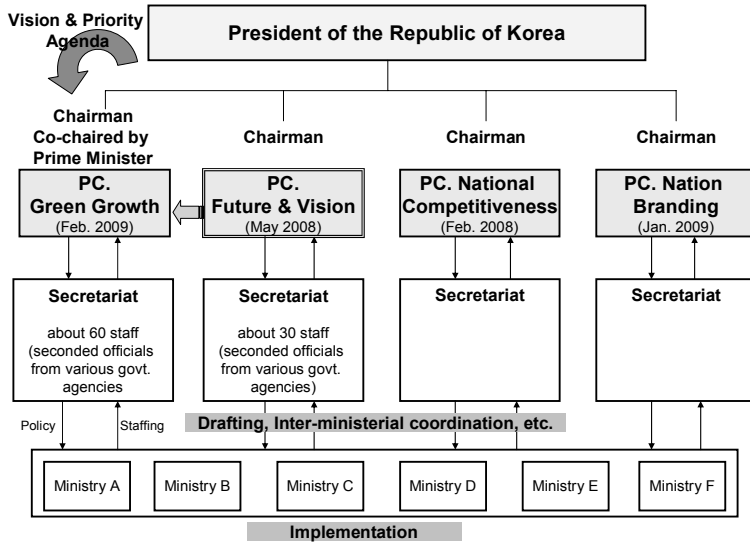 Vision & Priority
Agenda
President of the Republic of Korea
Chairman
Co-chaired by
Prime Minister
Chairman
Chairman
Chairman
PC.
Green Growth
(Feb. 2009)
PC.
Future & Vision
(May 2008)
PC. National
Competitiveness
(Feb. 2008)
PC. Nation
Branding
(Jan. 2009)
Secretariat
about 60 staff
(seconded officials
from various govt.
agencies
Secretariat
about 30 staff
(seconded officials
from various govt.
agencies)
Secretariat
Secretariat
Policy
Staffing
Drafting, Inter-ministerial coordination, etc.
Ministry A
Ministry B
Ministry C
Ministry D
Ministry E
Ministry F
Implementation